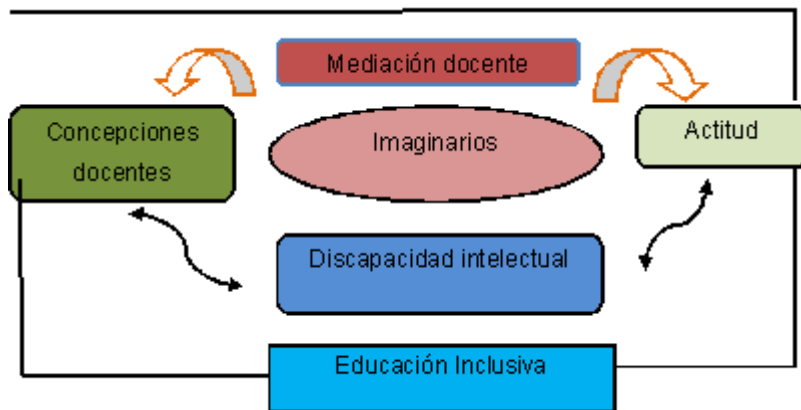 Mediación docente
Concepciones
docentes
Imaginarios
Actitud
Discapacidad intelectual
Educación Inclusiva